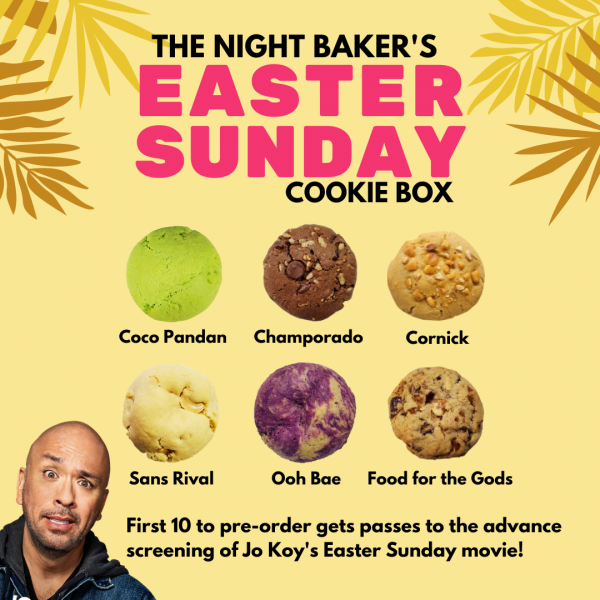 THE NIGHT BAKER'S
EASTER
SUNDAY
COOKIE BOX
Coco Pandan
Champorado
Cornick
Sans Rival
Ooh Bae
Food for the Gods
First 10 to pre-order gets passes to the advance
screening of Jo Koy's Easter Sunday movie!